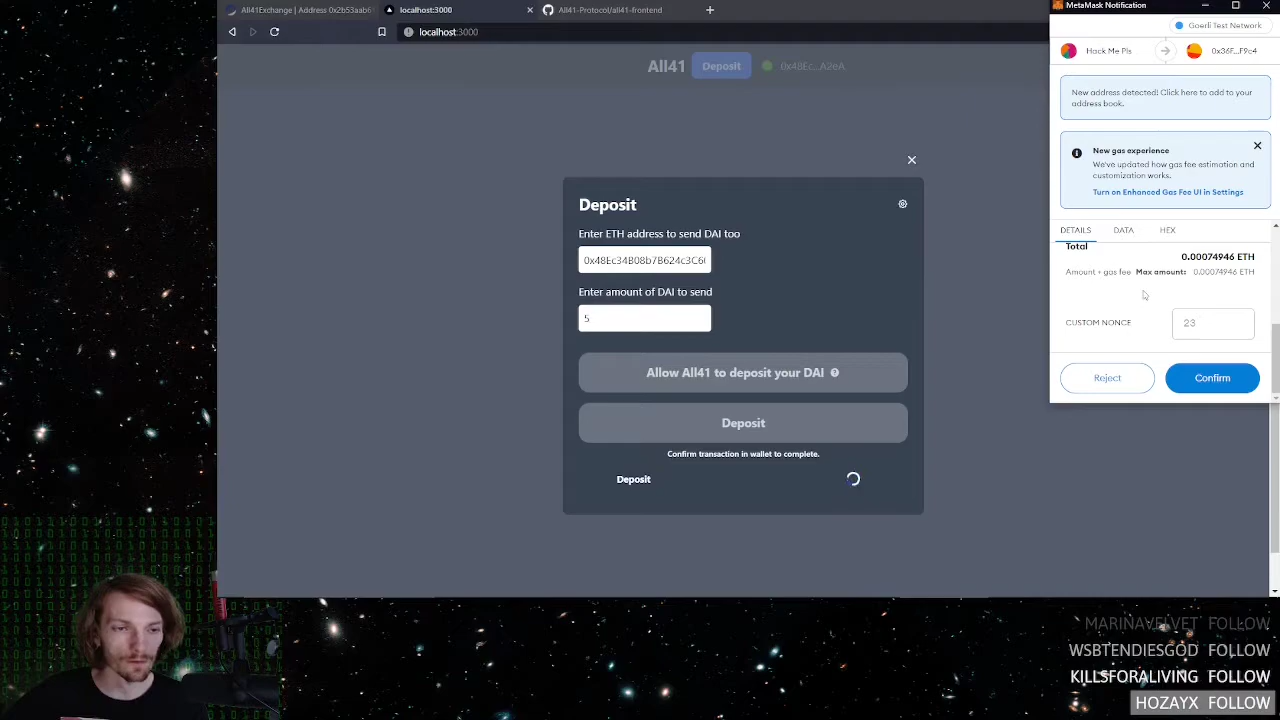 All41Exchange | Address 0x2b53aab6
localhost:3000
All41-Protocol/all41-frontend
localhost:3000
All41
Deposit
0x48Ec...A2eA
Deposit
Enter ETH address to send DAI too
0x48Ec34B08b7B624c3C6
Enter amount of DAI to send
5
Allow All41 to deposit your DAI
Deposit
Confirm transaction in wallet to complete.
Deposit
MetaMask Notification
Goerli Test Network
Hack Me Pls
0x36F...F9c4
New address detected! Click here to add to your
address book.
New gas experience
We've updated how gas fee estimation and
customization works.
Turn on Enhanced Gas Fee UI in Settings
DETAILS
DATA
HEX
Total
0.00074946 ETH
Amount + gas fee
Max amount: 0.00074946 ETH
CUSTOM NONCE
23
Reject
Confirm
MARINAVELVET FOLLOW
WSBTENDIESGOD FOLLOW
KILLSFORALIVING FOLLOW
HOZAYX FOLLOW